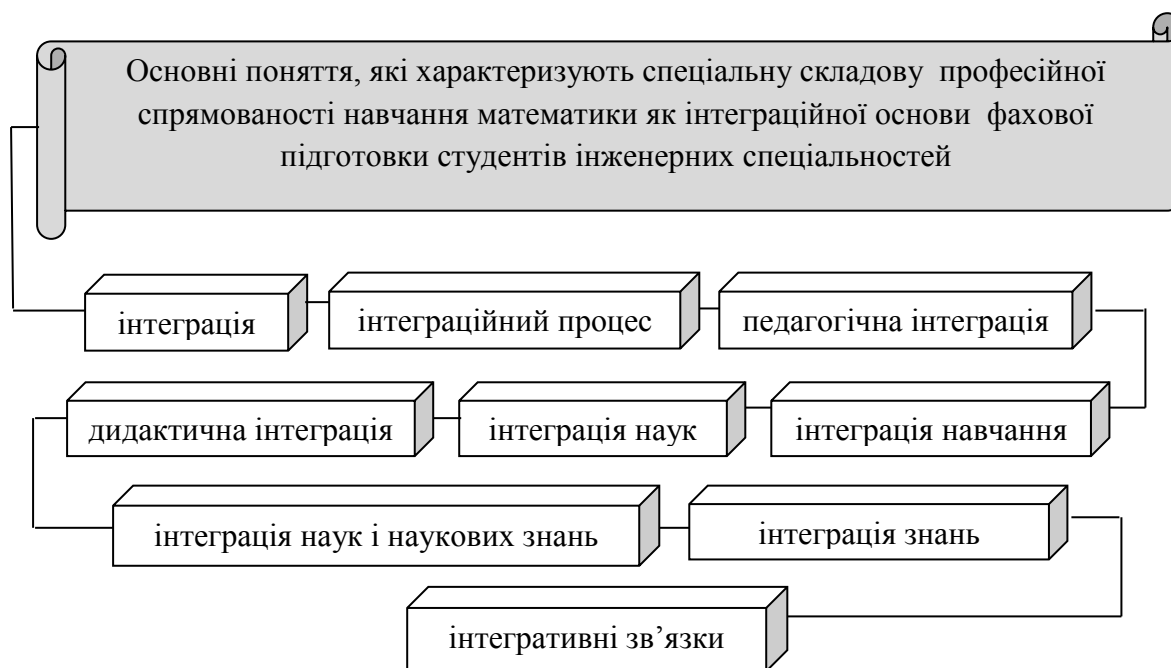 Основні поняття, які характеризують спеціальну складову професійної
спрямованості навчання математики як інтеграційної основи фахової
підготовки студентів інженерних спеціальностей
інтеграція
інтеграційний процес
педагогічна інтеграція
дидактична інтеграція
інтеграція наук
інтеграція навчання
інтеграція наук і наукових знань
інтеграція знань
інтегративні зв’язки